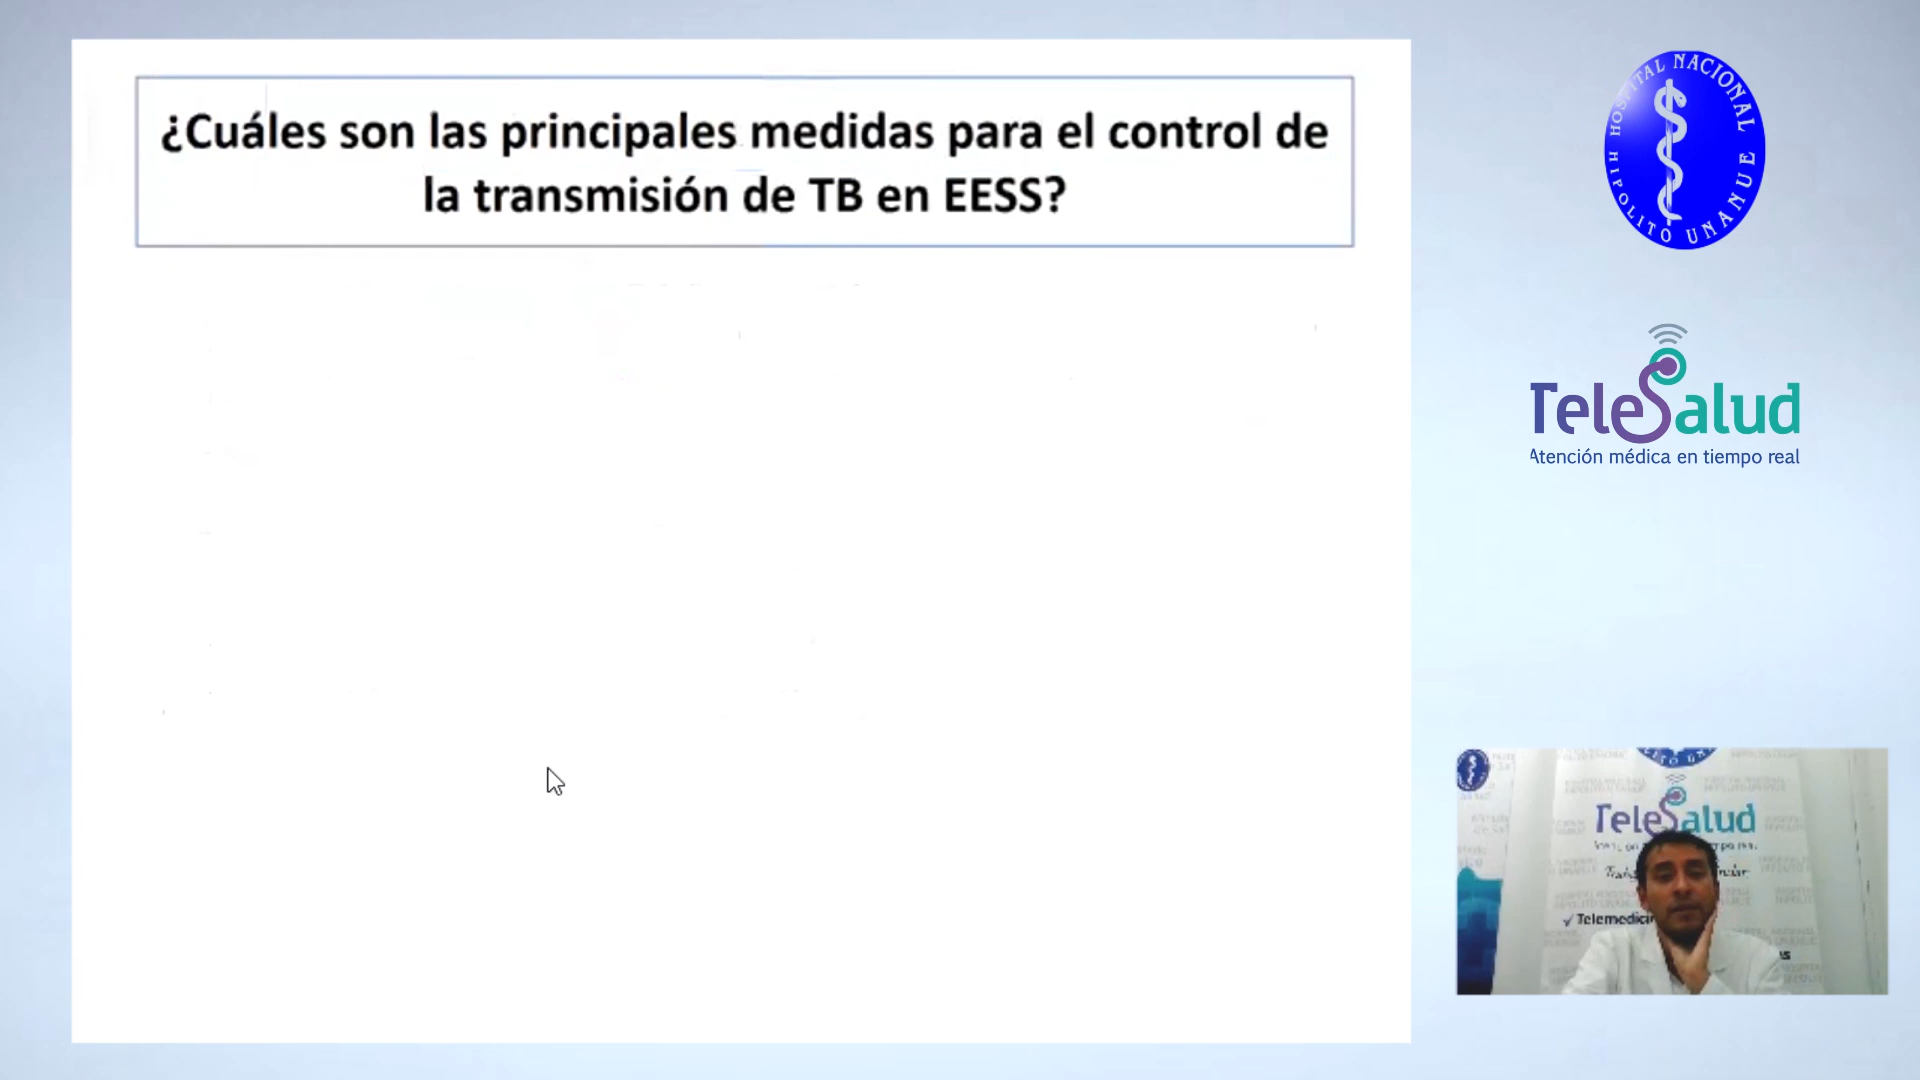 ¿Cuáles son las principales medidas para el control de
la transmisión de TB en EESS?
HOSPITAL NACIONAL
HIPOLITO UNANUE
TeleSalud
Atención médica en tiempo real
TeleSalud
✓Telemedici